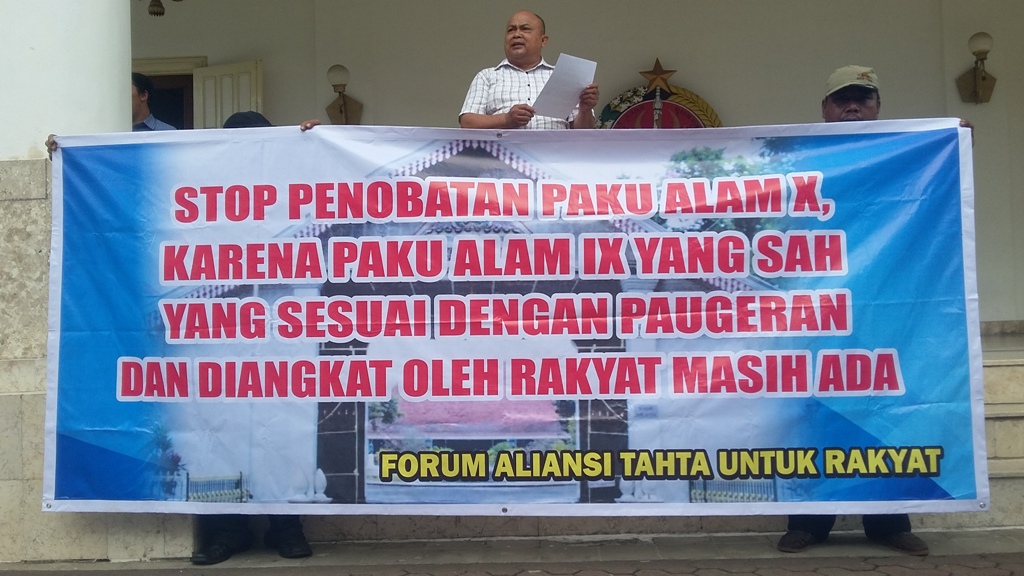 STOP PENOBATAN PAKU ALAM X,
KARENA PAKU ALAM IX YANG SAH
YANG SESUAI DENGAN PAUGERAN
DAN DIANGKAT OLEH RAKYAT MASIH ADA
FORUM ALIANSI TAHTA UNTUK RAKYAT